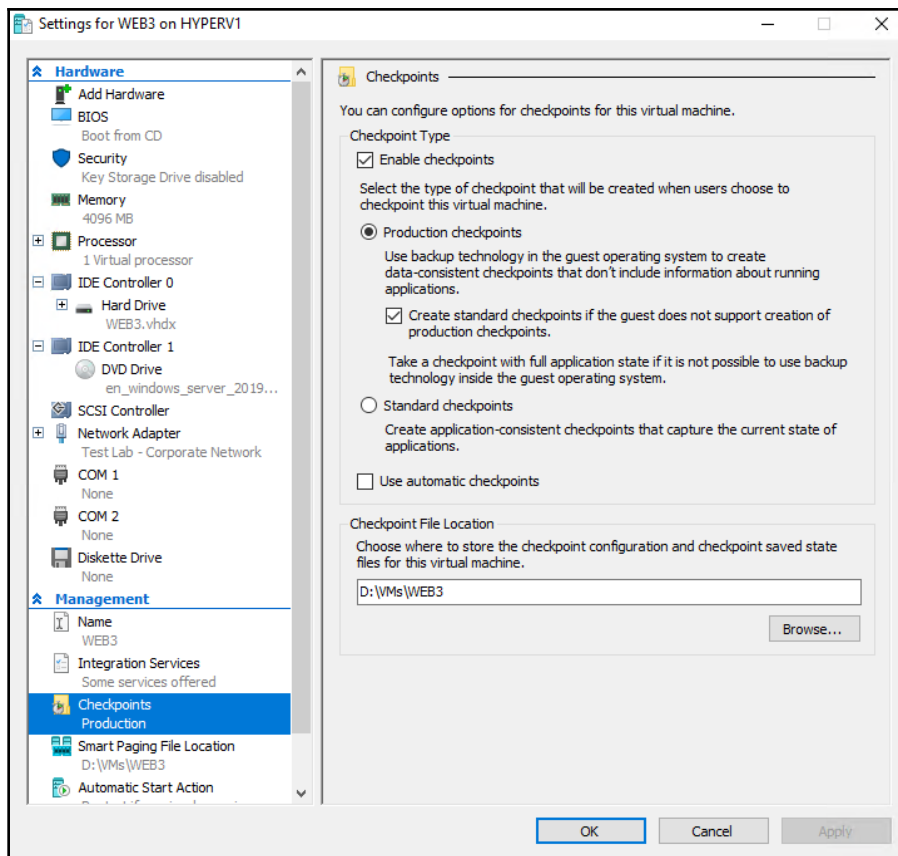 Settings for WEB3 on HYPERV1
Hardware
Add Hardware
BIOS
Boot from CD
Security
Key Storage Drive disabled
Memory
4096 MB
Processor
1 Virtual processor
IDE Controller 0
Hard Drive
WEB3.vhdx
IDE Controller 1
DVD Drive
en_windows_server_2019...
SCSI Controller
Network Adapter
Test Lab - Corporate Network
COM 1
None
COM 2
None
Diskette Drive
None
Management
Name
WEB3
Integration Services
Some services offered
Checkpoints
Production
Smart Paging File Location
D:\VMs\WEB3
Automatic Start Action
Checkpoints
You can configure options for checkpoints for this virtual machine.
Checkpoint Type
Enable checkpoints
Select the type of checkpoint that will be created when users choose to
checkpoint this virtual machine.
Production checkpoints
Use backup technology in the guest operating system to create
data-consistent checkpoints that don't include information about running
applications.
Create standard checkpoints if the guest does not support creation of
production checkpoints.
Take a checkpoint with full application state if it is not possible to use backup
technology inside the guest operating system.
Standard checkpoints
Create application-consistent checkpoints that capture the current state of
applications.
Use automatic checkpoints
Checkpoint File Location
Choose where to store the checkpoint configuration and checkpoint saved state
files for this virtual machine.
D:\VMs\WEB3
Browse...
OK
Cancel
Apply